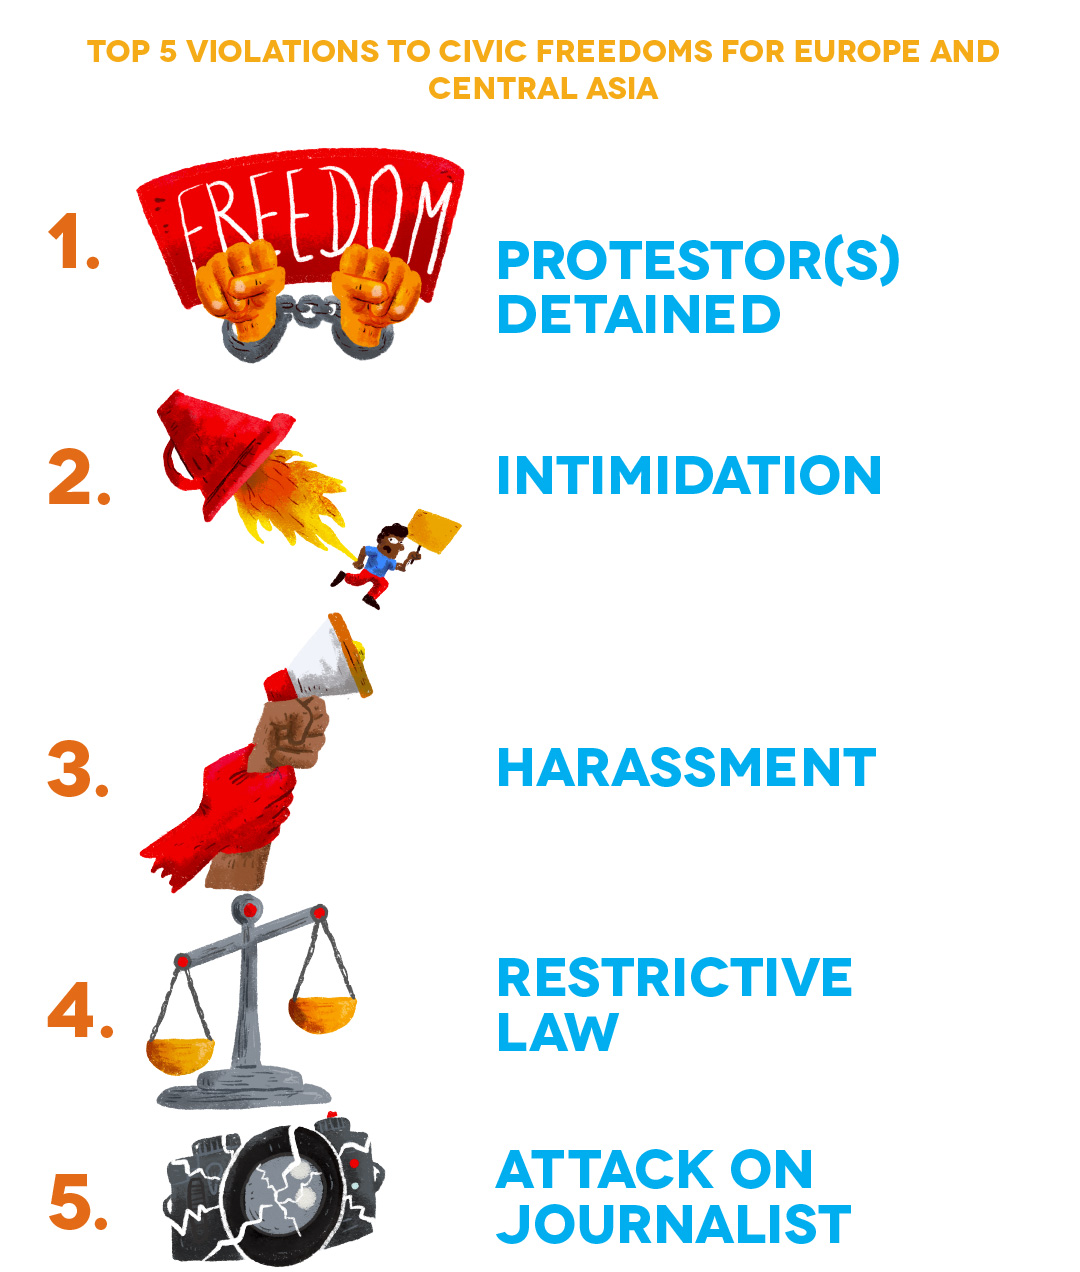 TOP 5 VIOLATIONS TO CIVIC FREEDOMS FOR EUROPE AND
CENTRAL ASIA
1.
FREEDOM
PROTESTOR(S)
DETAINED
2.
INTIMIDATION
3.
HARASSMENT
4.
RESTRICTIVE
LAW
5.
ATTACK ON
JOURNALIST